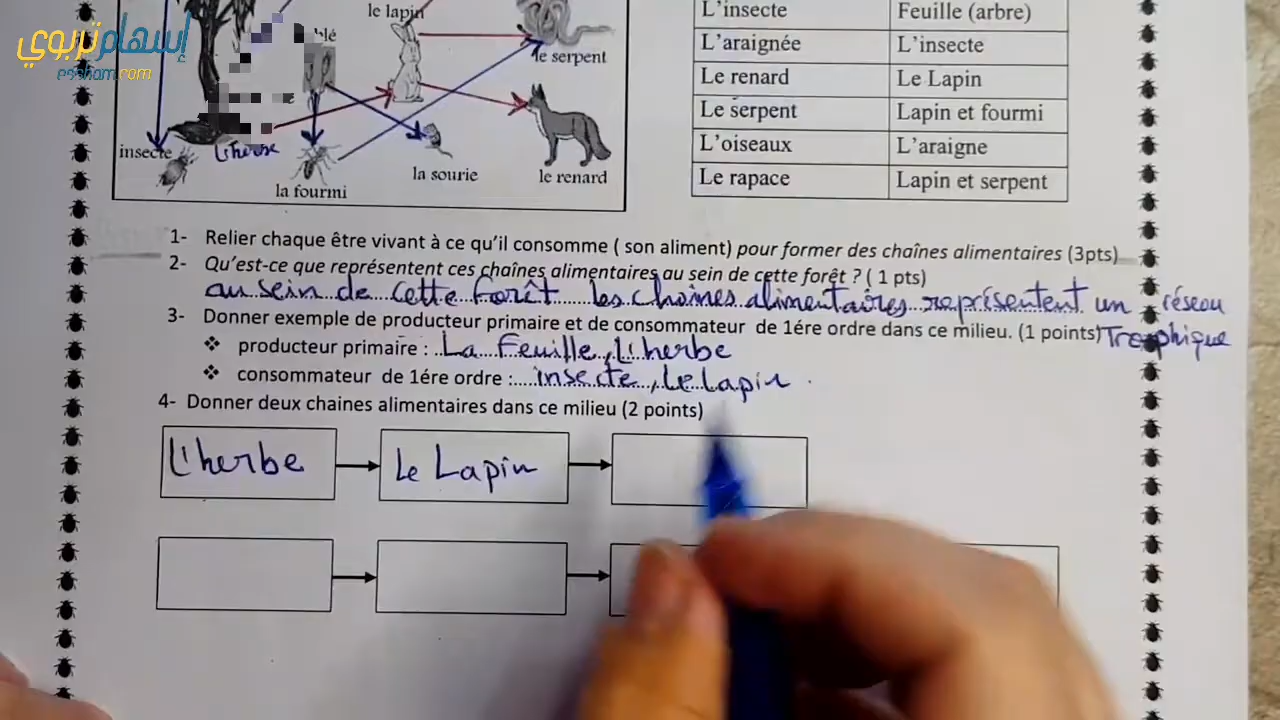 إسهام تربوي
essham.com
le lapin
blé
le serpent
insecte
L'herbe
la fourmi
la sourie
le renard
L'insecte Feuille (arbre)
L'araignée L'insecte
Le renard Le Lapin
Le serpent Lapin et fourmi
L'oiseaux L'araigne
Le rapace Lapin et serpent
1- Relier chaque être vivant à ce qu'il consomme ( son aliment) pour former des chaînes alimentaires (3pts)
2- Qu'est-ce que représentent ces chaînes alimentaires au sein de cette forêt ? ( 1 pts)
au sein de cette Forêt les chaînes alimentaires représentent un réseau
Trophique
3- Donner exemple de producteur primaire et de consommateur de 1ére ordre dans ce milieu. (1 points)
❖ producteur primaire : La Feuille, L'herbe
❖ consommateur de 1ére ordre : insecte, Le lapin .
4- Donner deux chaines alimentaires dans ce milieu (2 points)
L'herbe Le Lapin